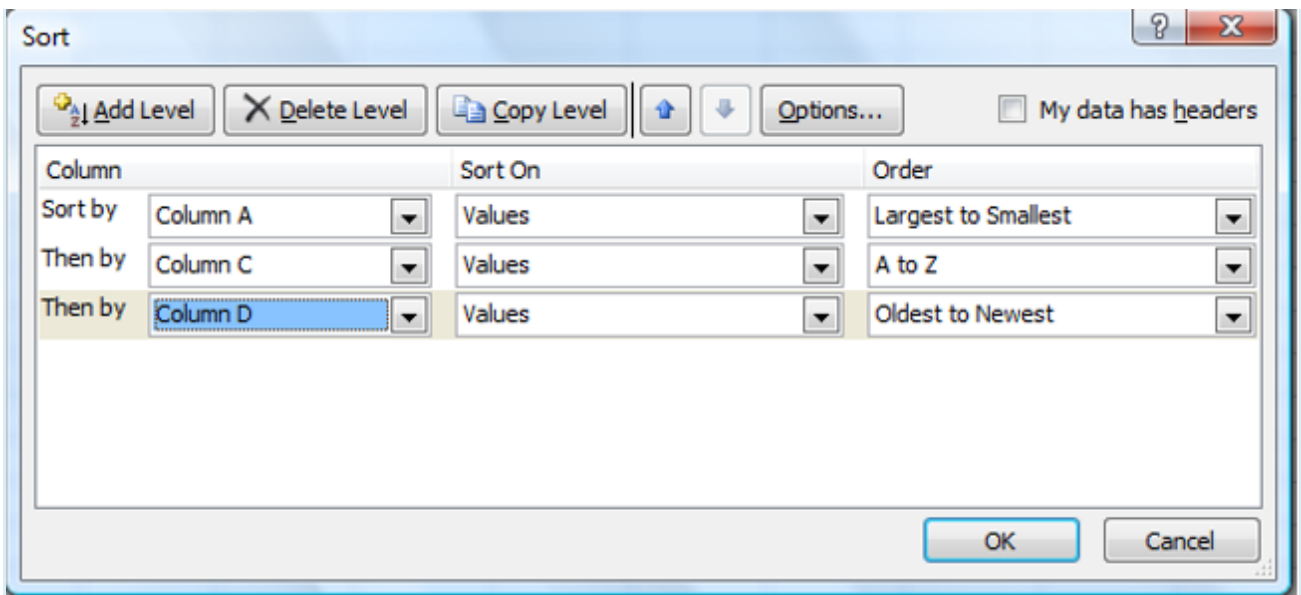 Sort
Add Level Delete Level Copy Level Options... My data has headers
Column Sort On Order
Sort by Column A Values Largest to Smallest
Then by Column C Values A to Z
Then by Column D Values Oldest to Newest
OK Cancel